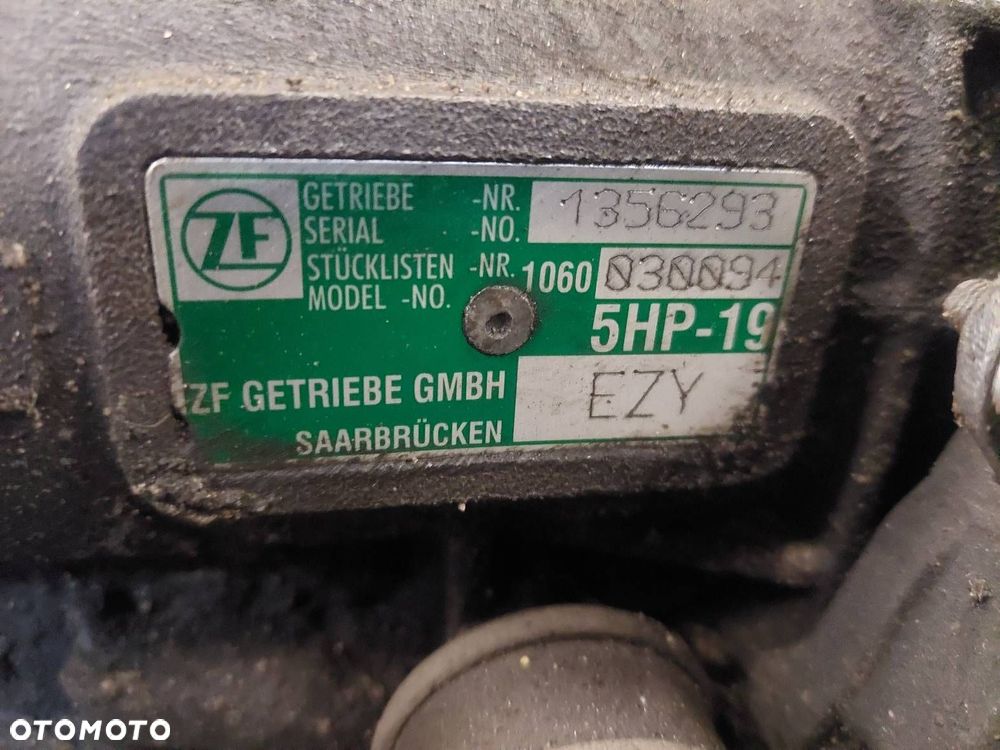 ZF
GETRIEBE -NR. 1356293
SERIAL -NO.
STÜCKLISTEN -NR. 1060 030094
MODEL -NO.
5HP-19
ZF GETRIEBE GMBH EZY
SAARBRÜCKEN
OTOMOTO